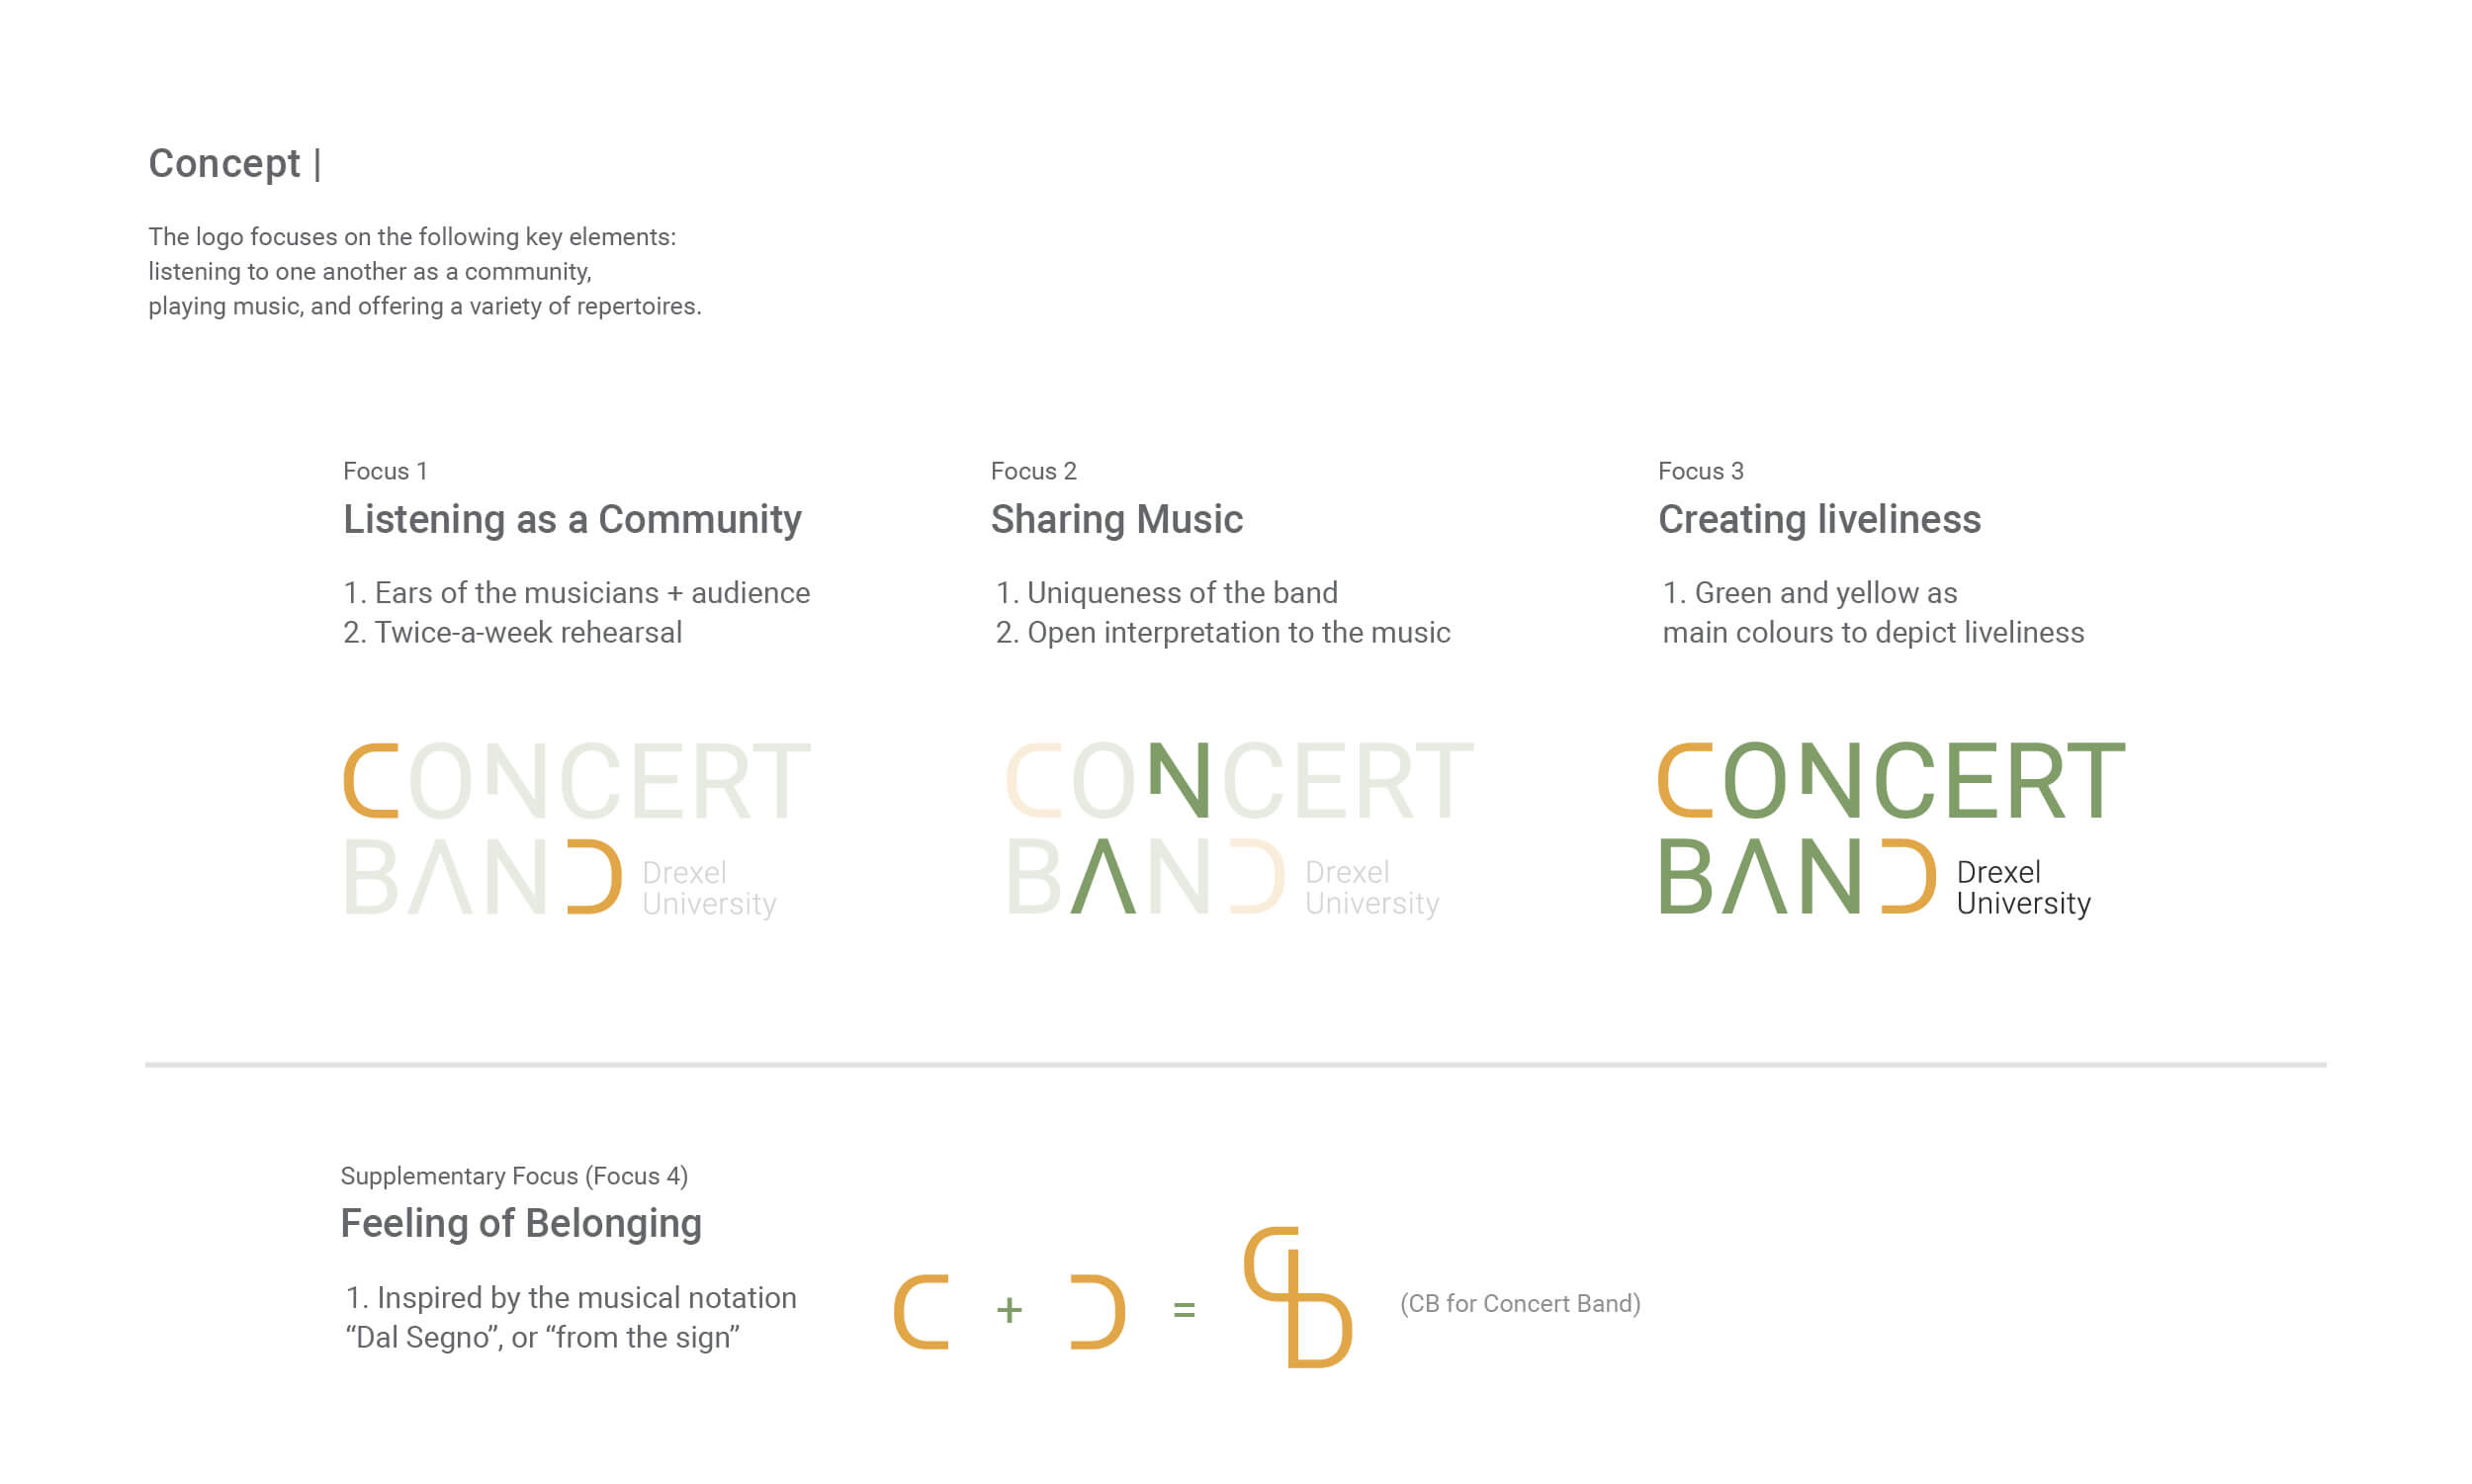 Concept |
The logo focuses on the following key elements:
listening to one another as a community,
playing music, and offering a variety of repertoires.
Focus 1
Listening as a Community
1. Ears of the musicians + audience
2. Twice-a-week rehearsal
CONCERT
BAND
Drexel
University
Focus 2
Sharing Music
1. Uniqueness of the band
2. Open interpretation to the music
CONCERT
BAND
Drexel
University
Focus 3
Creating liveliness
1. Green and yellow as
main colours to depict liveliness
CONCERT
BAND
Drexel
University
Supplementary Focus (Focus 4)
Feeling of Belonging
1. Inspired by the musical notation
“Dal Segno”, or “from the sign”
C + D = CB
(CB for Concert Band)